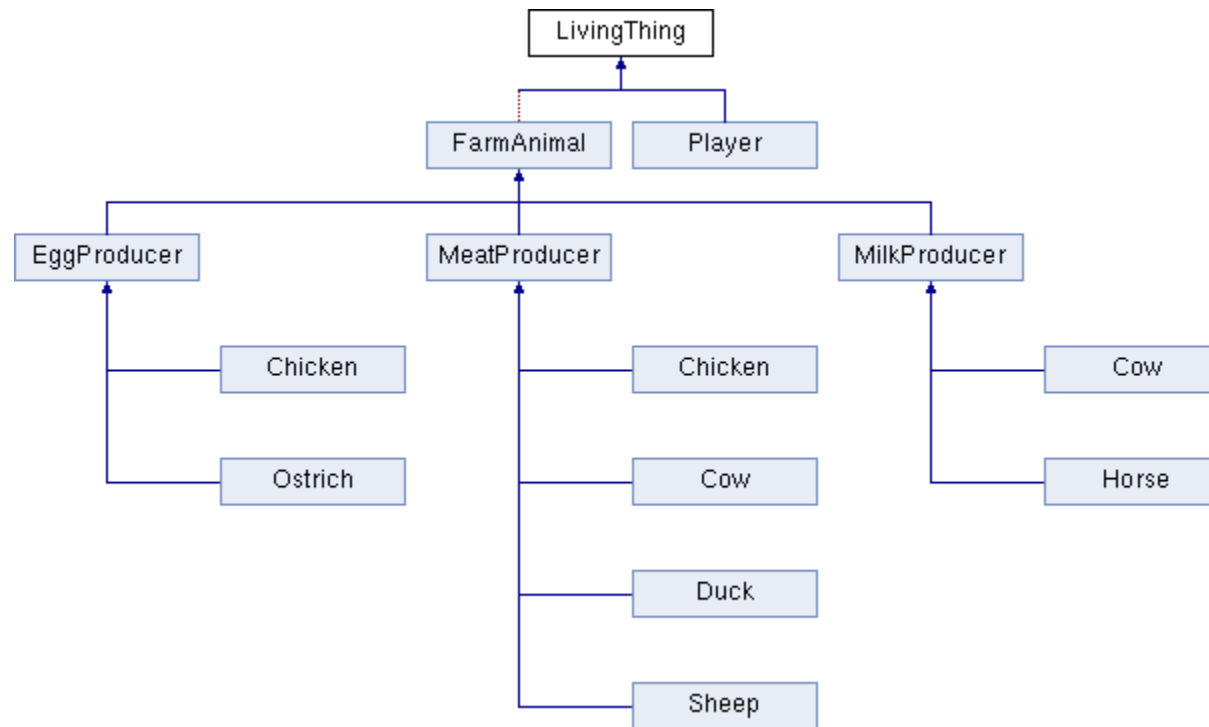 LivingThing
FarmAnimal
Player
EggProducer
MeatProducer
MilkProducer
Chicken
Chicken
Cow
Ostrich
Cow
Horse
Duck
Sheep